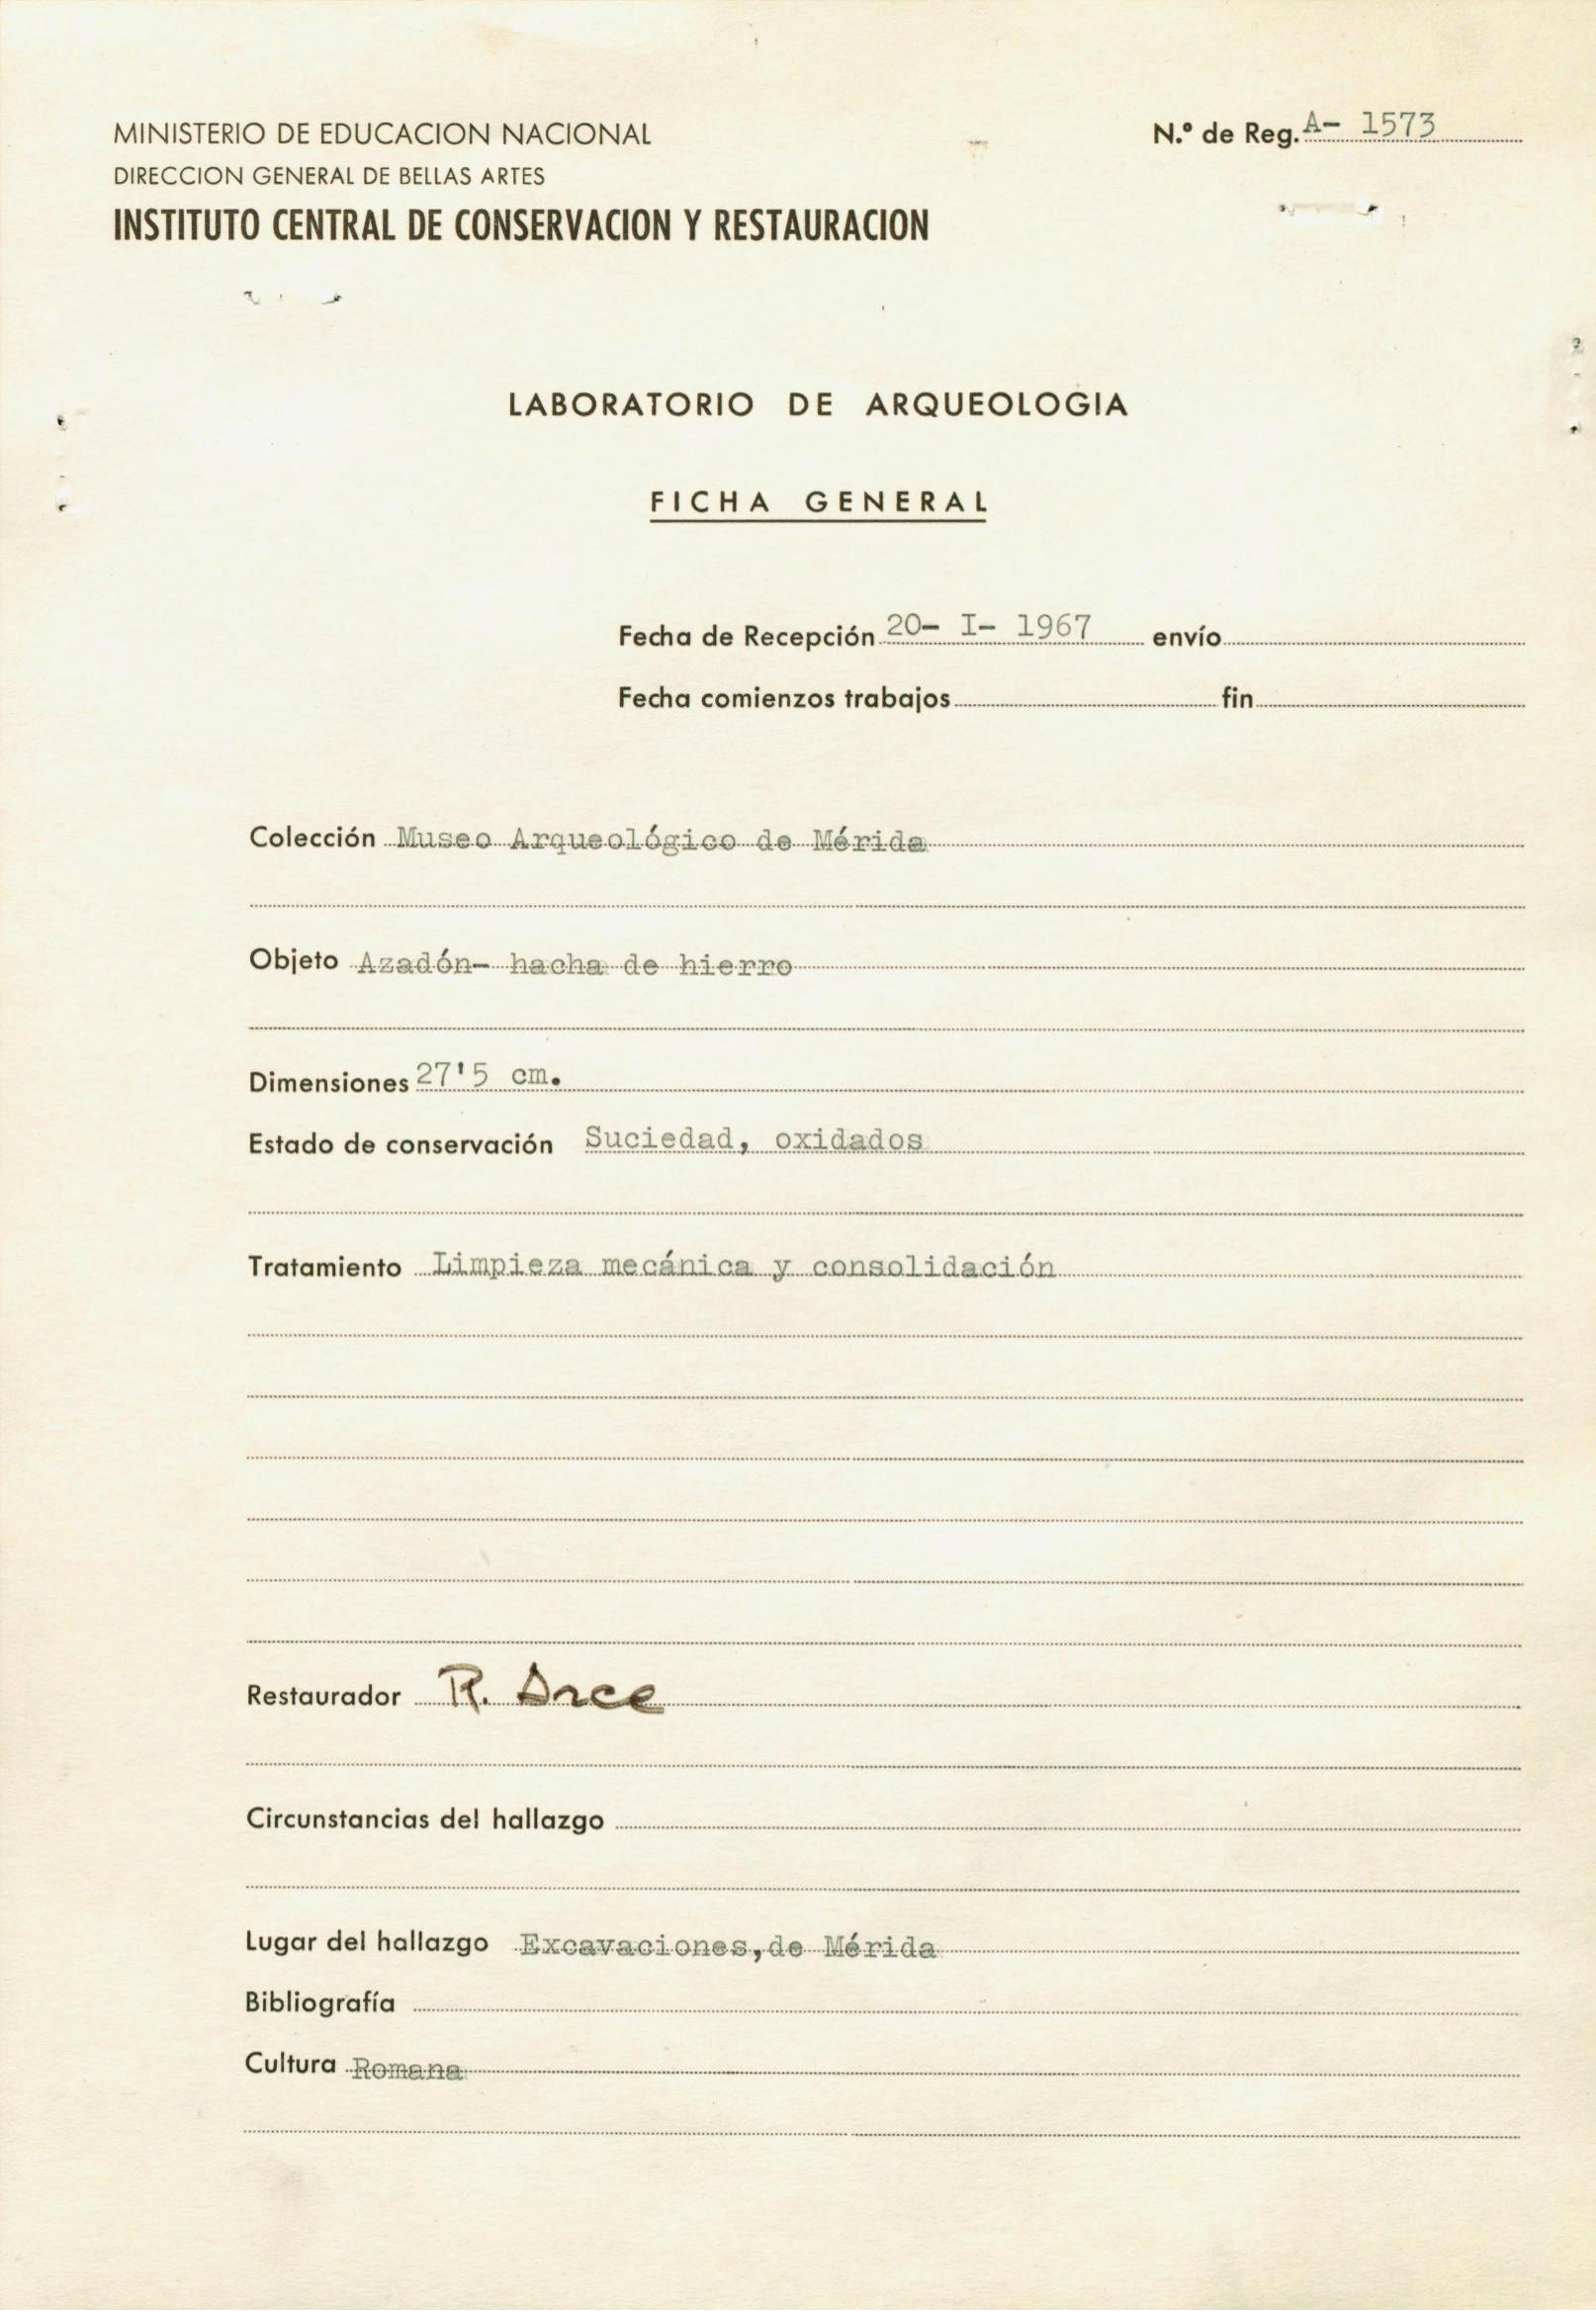 MINISTERIO DE EDUCACION NACIONAL
DIRECCION GENERAL DE BELLAS ARTES
INSTITUTO CENTRAL DE CONSERVACION Y RESTAURACION
N.º de Reg. A- 1573
LABORATORIO DE ARQUEOLOGIA
FICHA GENERAL
Fecha de Recepción 20- I- 1967 envío
Fecha comienzos trabajos fin
Colección Museo Arqueológico de Mérida
Objeto Azadón- hacha de hierro
Dimensiones 27'5 cm.
Estado de conservación Suciedad, oxidados
Tratamiento Limpieza mecánica y consolidación
Restaurador R. Arce
Circunstancias del hallazgo
Lugar del hallazgo Excavaciones, de Mérida
Bibliografía
Cultura Romana